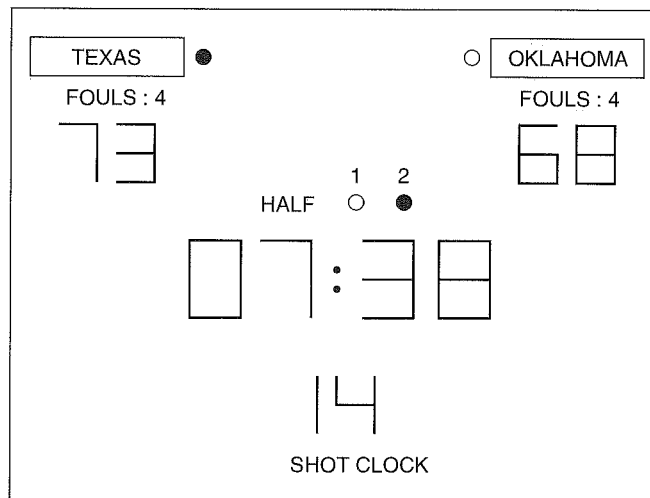 TEXAS OKLAHOMA
FOULS : 4 FOULS : 4
73 68
1 2
HALF
07:38
14
SHOT CLOCK